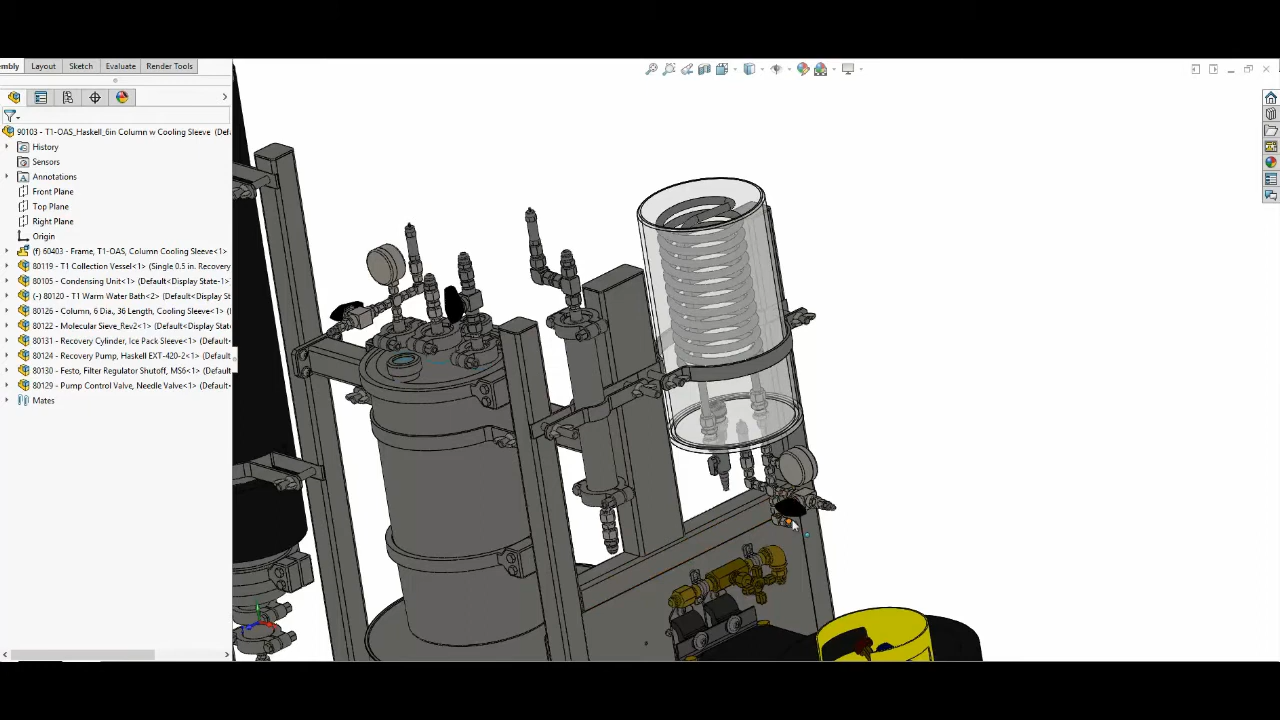 mbly Layout Sketch Evaluate Render Tools
90103 - T1-OAS_Haskell_6in Column w Cooling Sleeve (Def
History
Sensors
Annotations
Front Plane
Top Plane
Right Plane
Origin
(f) 60403 - Frame, T1-OAS, Column Cooling Sleeve<1>
80119 - T1 Collection Vessel<1> (Single 0.5 in. Recovery
80105 - Condensing Unit<1> (Default<Display State-1>
(-) 80120 - T1 Warm Water Bath<2> (Default<Display S
80126 - Column, 6 Dia, 36 Length, Cooling Sleeve<1>
80122 - Molecular Sieve_Rev2<1> (Default<Display Stat
80131 - Recovery Cylinder, Ice Pack Sleeve<1> (Default
80124 - Recovery Pump, Haskell EXT-420-2<1> (Default
80130 - Festo, Filter Regulator Shutoff, MS6<1> (Default
80129 - Pump Control Valve, Needle Valve<1> (Default
Mates